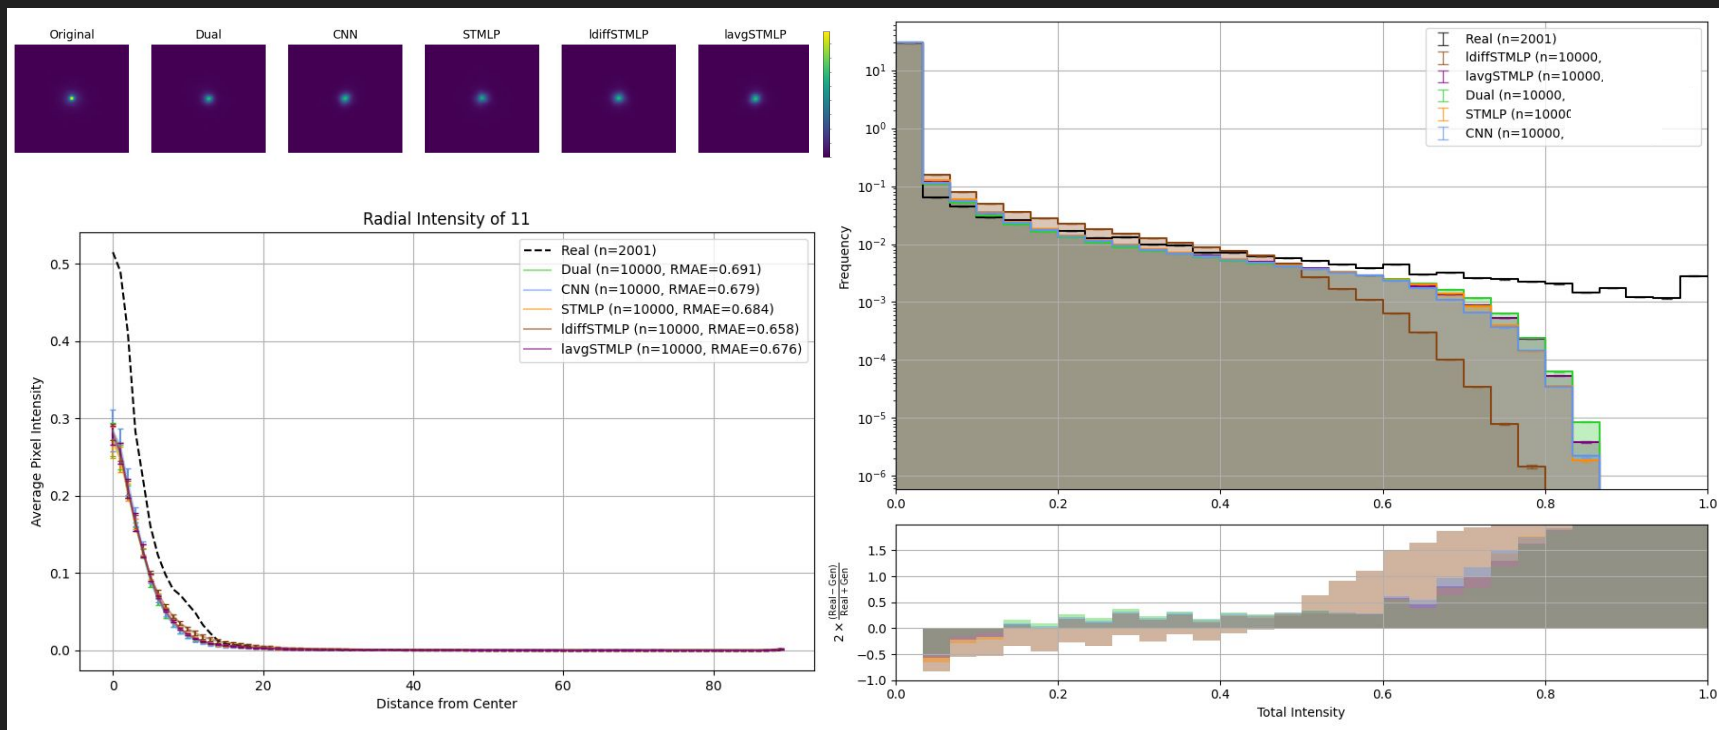 Original Dual CNN STMLP ldiffSTMLP lavgSTMLP
Radial Intensity of 11
Real (n=2001)
Dual (n=10000, RMAE=0.691)
CNN (n=10000, RMAE=0.679)
STMLP (n=10000, RMAE=0.684)
ldiffSTMLP (n=10000, RMAE=0.658)
lavgSTMLP (n=10000, RMAE=0.676)
Average Pixel Intensity
0.5
0.4
0.3
0.2
0.1
0.0
0 20 40 60 80
Distance from Center
Real (n=2001)
ldiffSTMLP (n=10000,
lavgSTMLP (n=10000,
Dual (n=10000,
STMLP (n=10000
CNN (n=10000,
Frequency
10¹
10⁰
10⁻¹
10⁻²
10⁻³
10⁻⁴
10⁻⁵
10⁻⁶
0.0 0.2 0.4 0.6 0.8 1.0
2 × (Real − Gen) / Real + Gen
1.5
1.0
0.5
0.0
−0.5
−1.0
0.0 0.2 0.4 0.6 0.8 1.0
Total Intensity